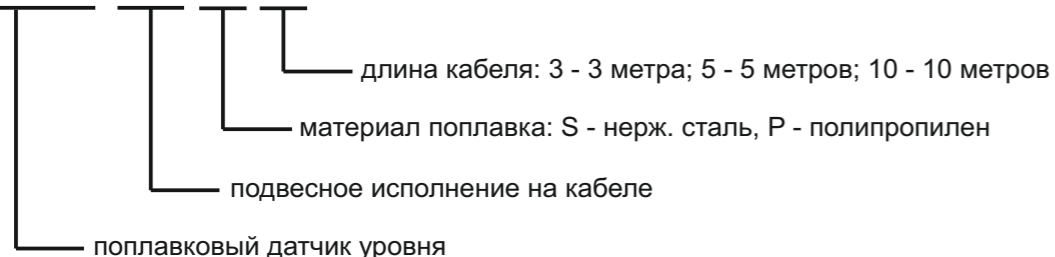 длина кабеля: 3 - 3 метра; 5 - 5 метров; 10 - 10 метров
материал поплавка: S - нерж. сталь, P - полипропилен
подвесное исполнение на кабеле
поплавковый датчик уровня